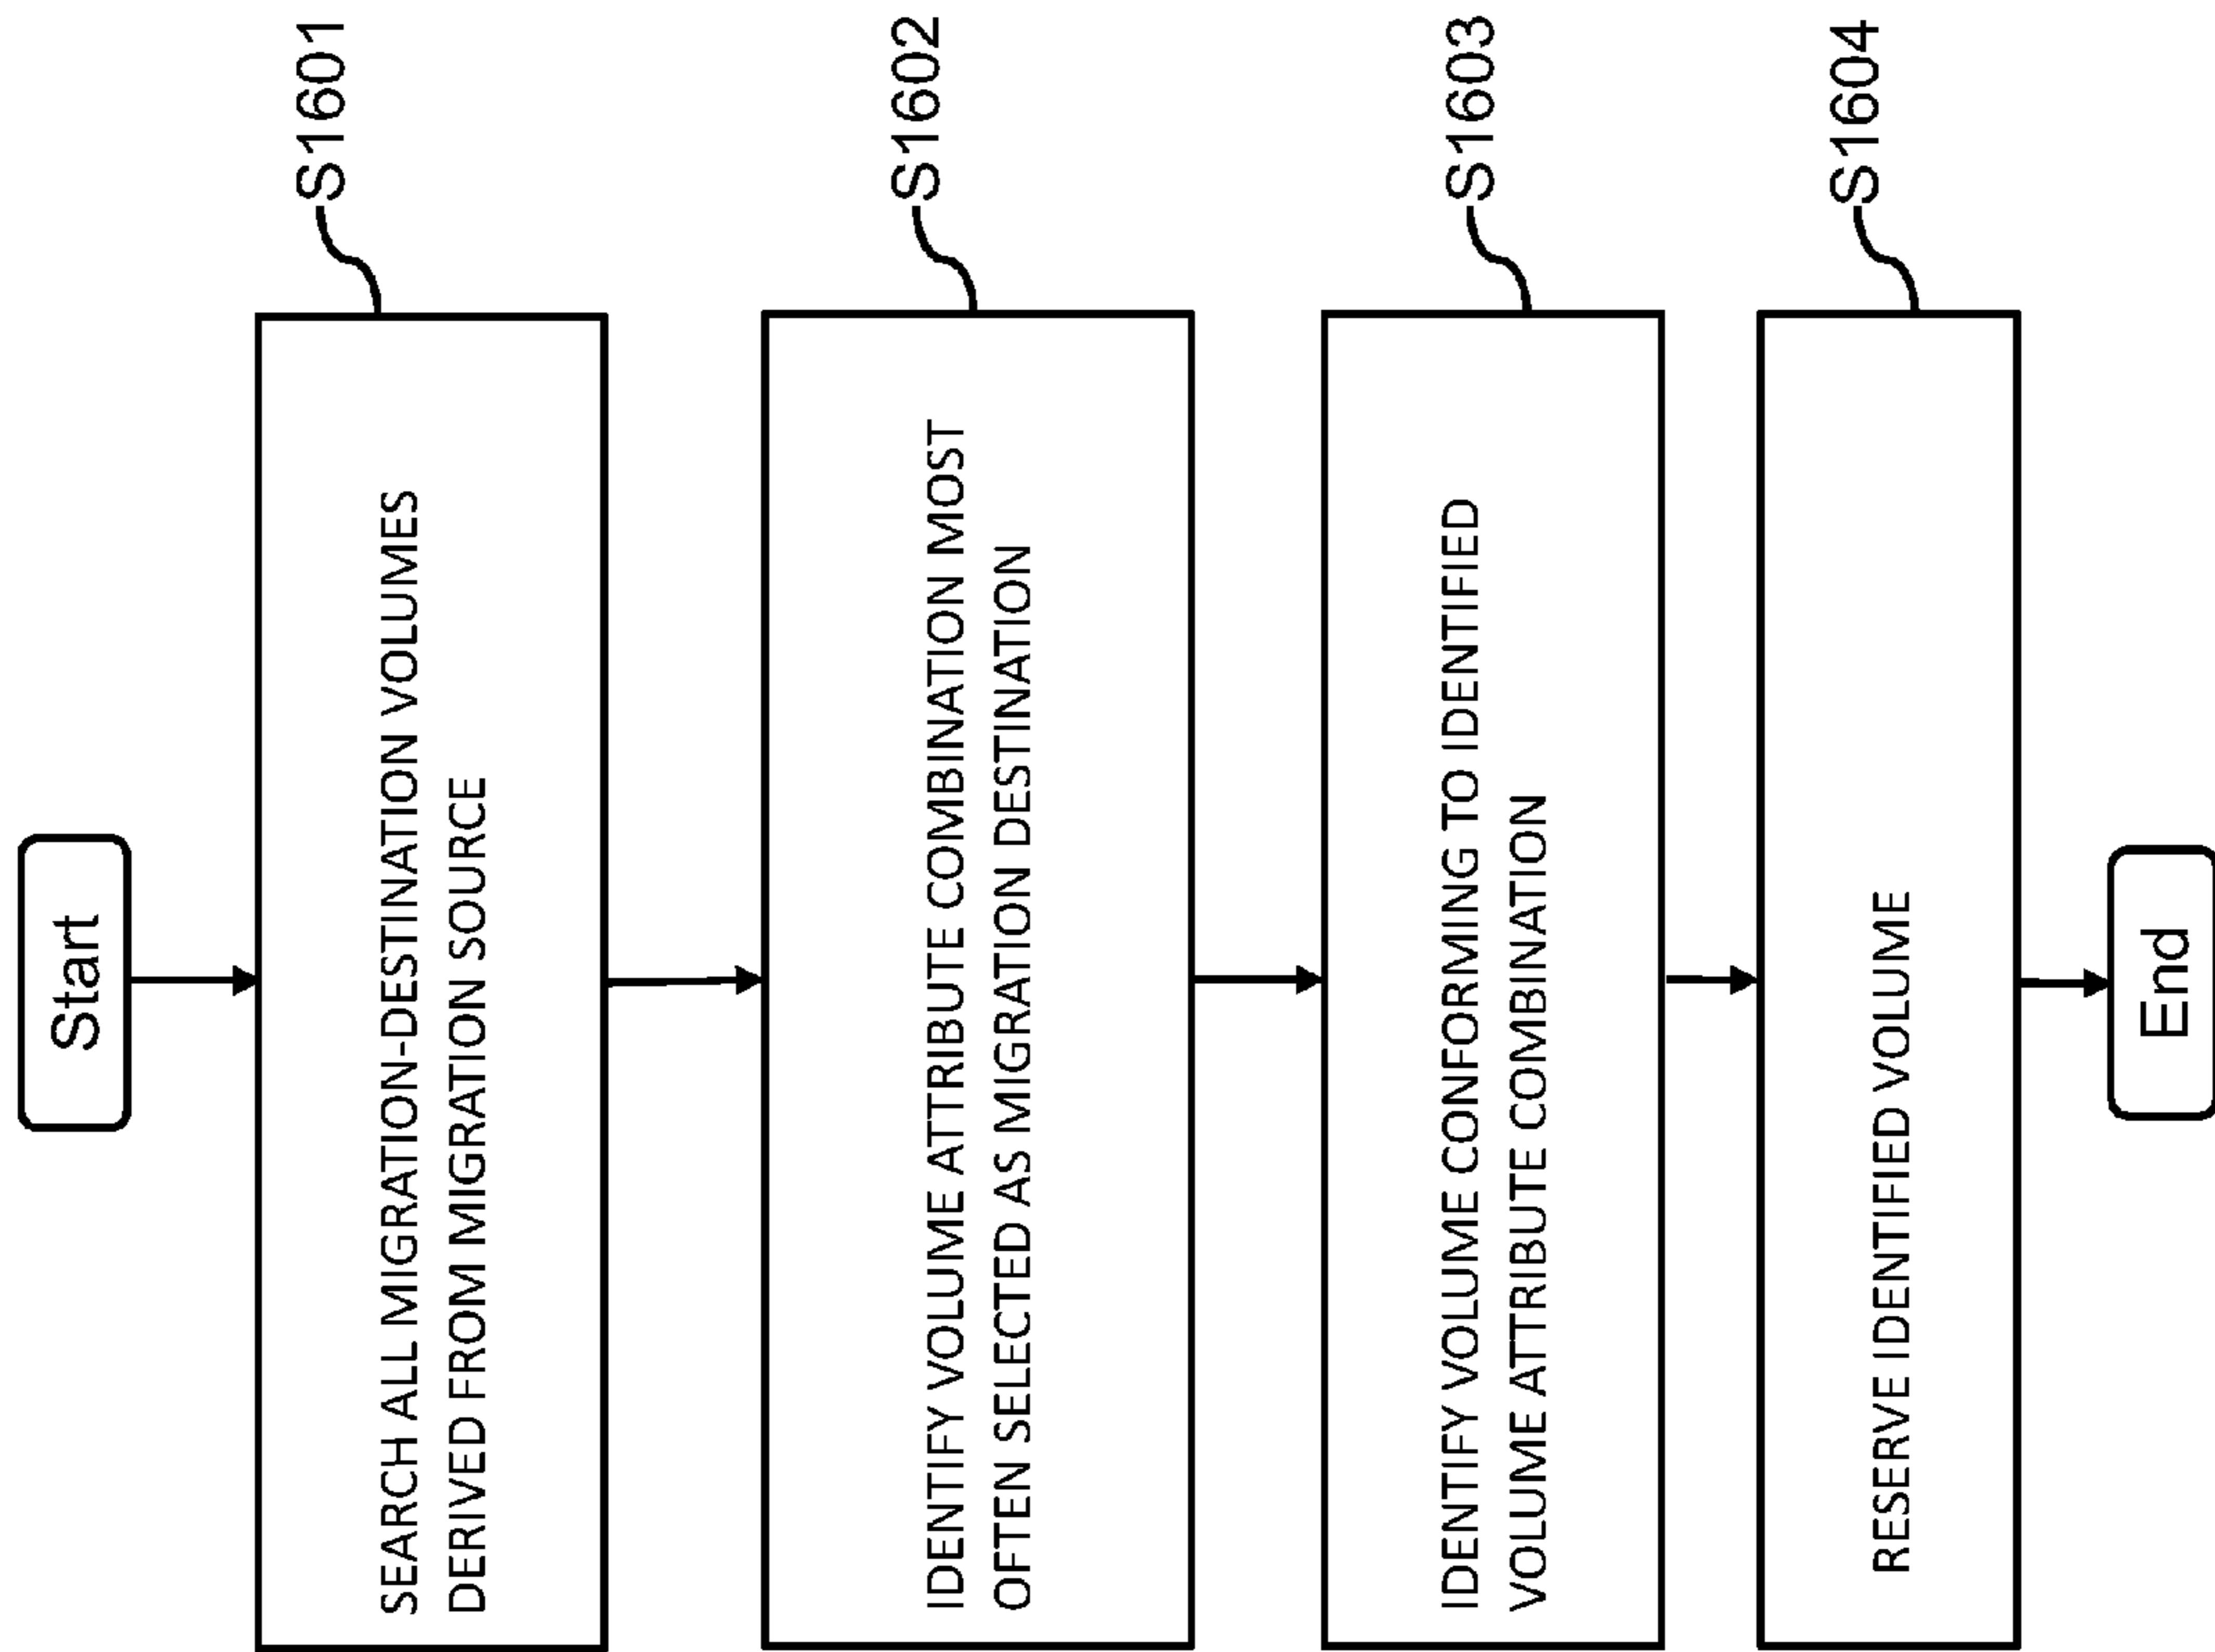 Start
SEARCH ALL MIGRATION-DESTINATION VOLUMES
DERIVED FROM MIGRATION SOURCE
S1601
IDENTIFY VOLUME ATTRIBUTE COMBINATION MOST
OFTEN SELECTED AS MIGRATION DESTINATION
S1602
IDENTIFY VOLUME CONFORMING TO IDENTIFIED
VOLUME ATTRIBUTE COMBINATION
S1603
RESERVE IDENTIFIED VOLUME
S1604
End